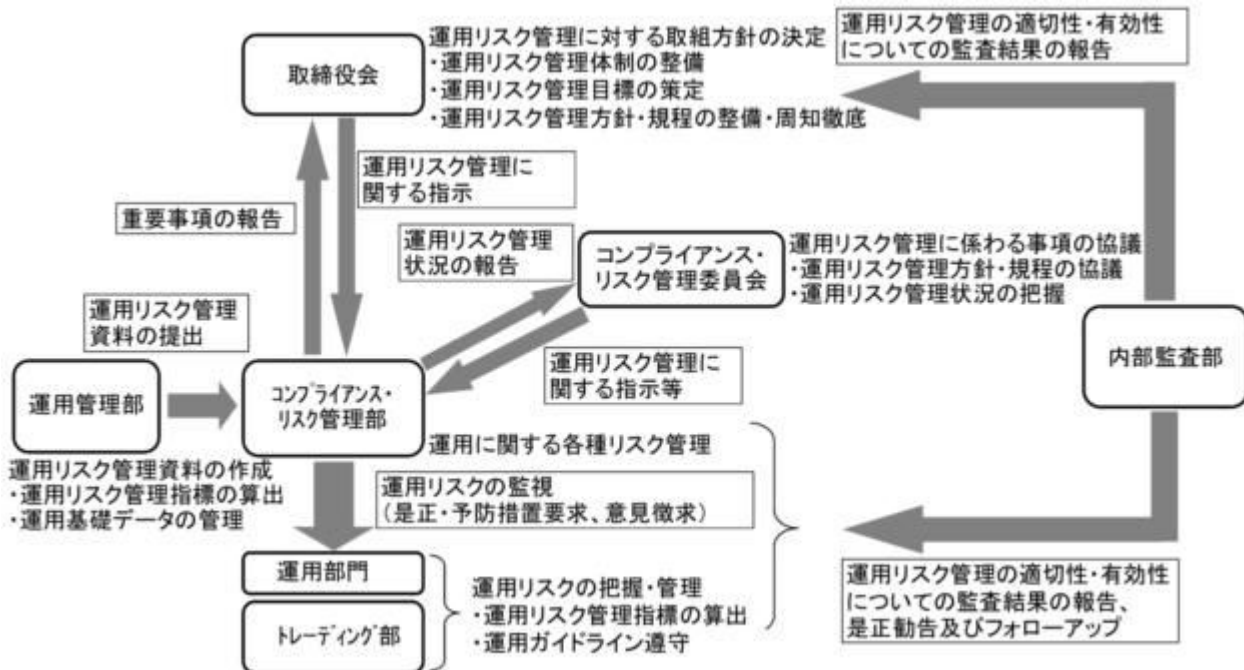 取締役会
運用リスク管理に対する取組方針の決定
・運用リスク管理体制の整備
・運用リスク管理目標の策定
・運用リスク管理方針・規程の整備・周知徹底
運用リスク管理の適切性・有効性
についての監査結果の報告
運用リスク管理に
関する指示
重要事項の報告
運用リスク管理
状況の報告
コンプライアンス・
リスク管理委員会
運用リスク管理に係わる事項の協議
・運用リスク管理方針・規程の協議
・運用リスク管理状況の把握
運用リスク管理
資料の提出
運用リスク管理に
関する指示等
内部監査部
運用管理部
コンプライアンス・
リスク管理部
運用に関する各種リスク管理
運用リスク管理資料の作成
・運用リスク管理指標の算出
・運用基礎データの管理
運用リスクの監視
(是正・予防措置要求、意見徴求)
運用部門
トレーディング部
運用リスクの把握・管理
・運用リスク管理指標の算出
・運用ガイドライン遵守
運用リスク管理の適切性・有効性
についての監査結果の報告、
是正勧告及びフォローアップ